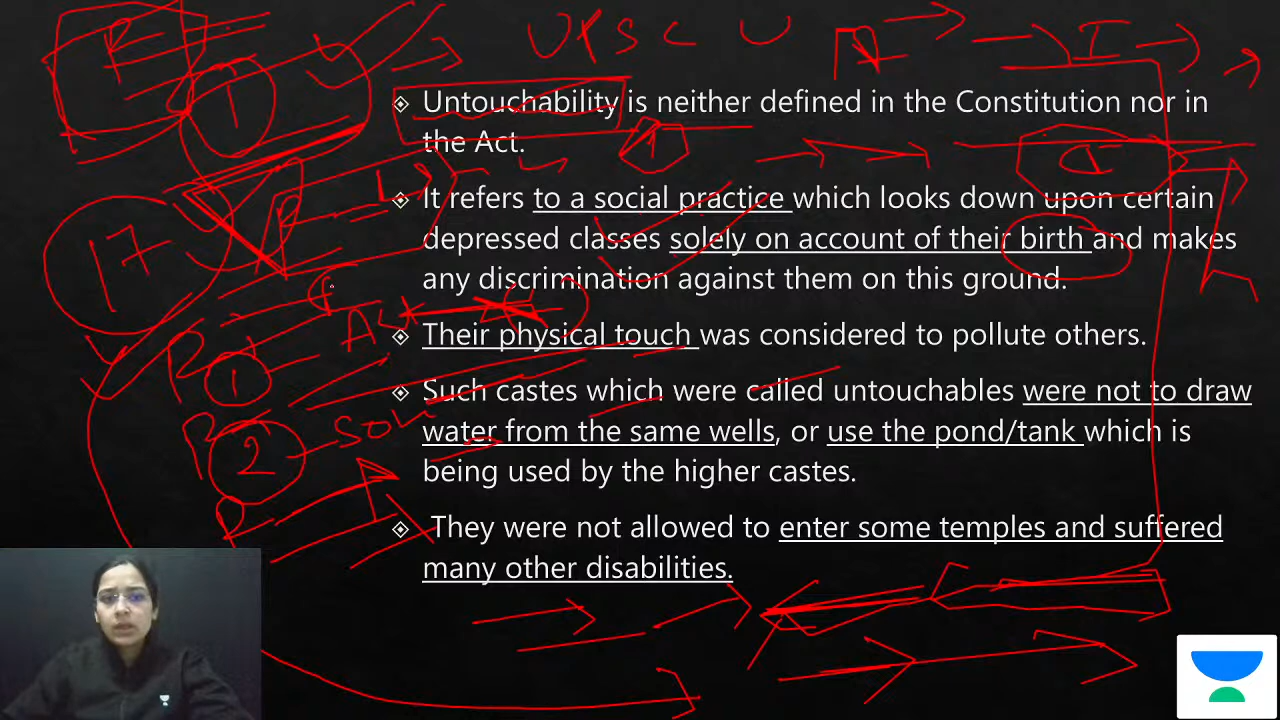 UPSC
◈ Untouchability is neither defined in the Constitution nor in
the Act.
◈ It refers to a social practice which looks down upon certain
depressed classes solely on account of their birth and makes
any discrimination against them on this ground.
17
Act
◈ Their physical touch was considered to pollute others.
1
◈ Such castes which were called untouchables were not to draw
water from the same wells, or use the pond/tank which is
being used by the higher castes.
2
◈ They were not allowed to enter some temples and suffered
many other disabilities.